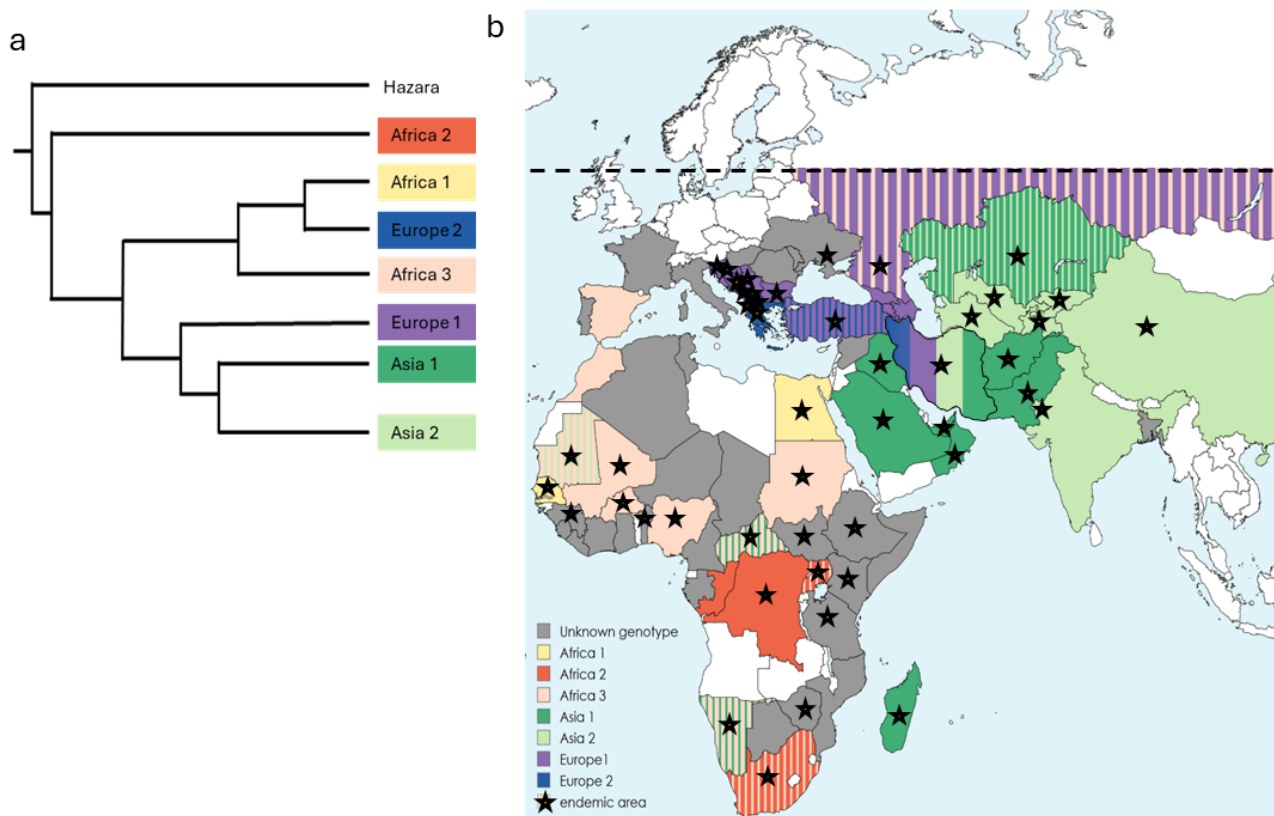 a
Hazara
Africa 2
Africa 1
Europe 2
Africa 3
Europe 1
Asia 1
Asia 2
b
Unknown genotype
Africa 1
Africa 2
Africa 3
Asia 1
Asia 2
Europe1
Europe 2
endemic area